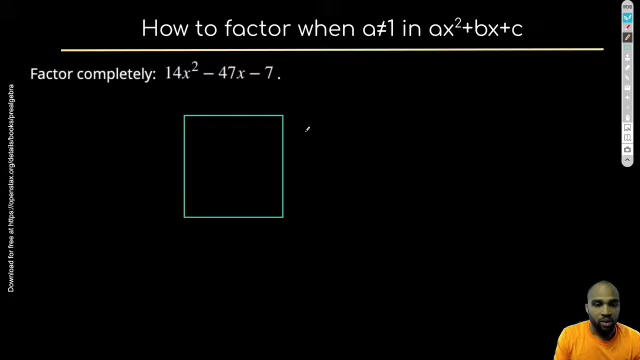 How to factor when a≠1 in ax²+bx+c
Factor completely: 14x² − 47x − 7 .
Download for free at https://openstax.org/details/books/prealgebra